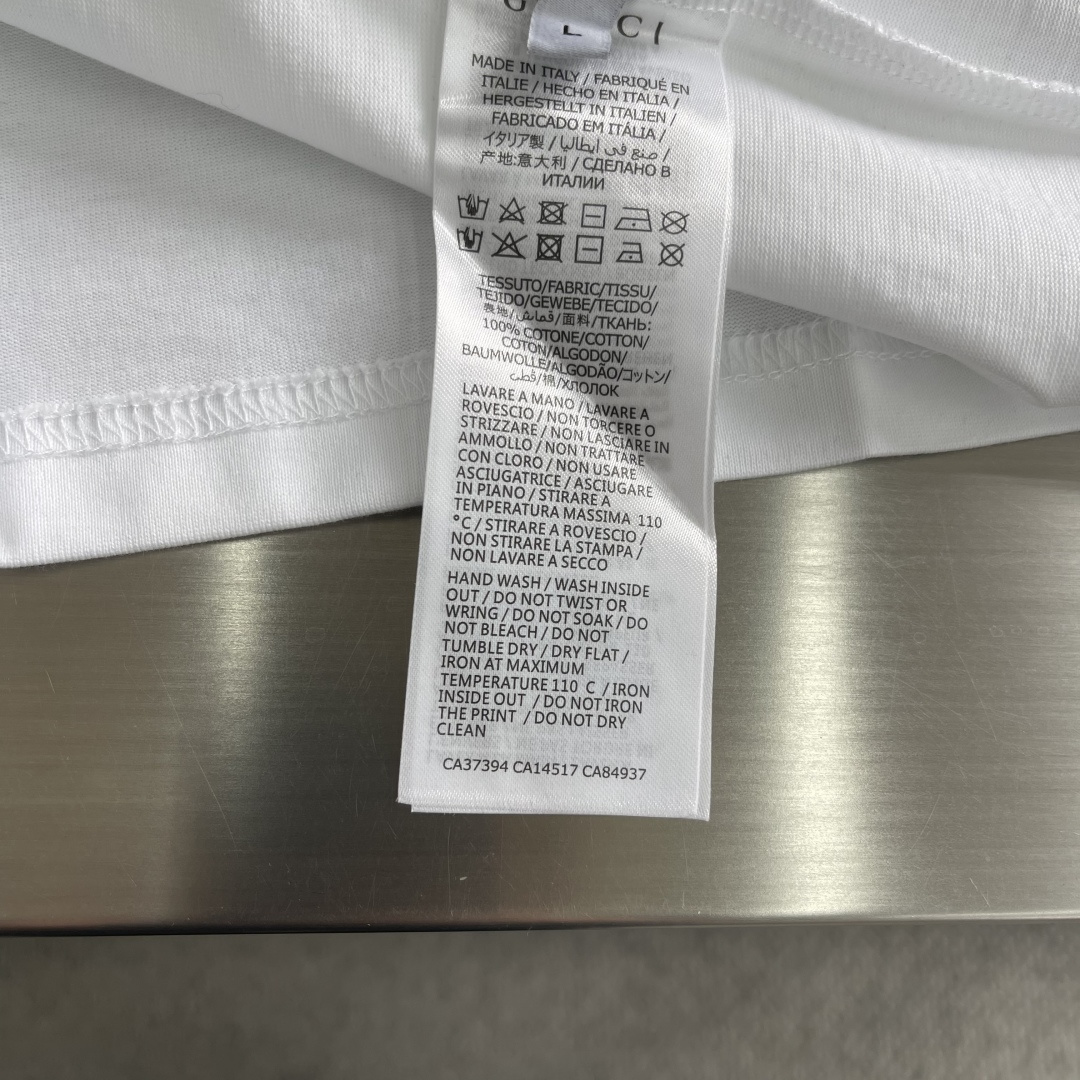 G CCI
L
MADE IN ITALY / FABRIQUÉ EN
ITALIE / HECHO EN ITALIA /
HERGESTELLT IN ITALIEN /
FABRICADO EM ITÁLIA /
イタリア製 / صنع في ايطاليا /
产地:意大利 / СДЕЛАНО В
ИТАЛИИ
TESSUTO/FABRIC/TISSU/
TEJIDO/GEWEBE/TECIDO/
表地/قماش/面料/ТКАНЬ:
100% COTONE/COTTON/
COTON/ALGODON/
BAUMWOLLE/ALGODÃO/コットン/
قطن/棉/ХЛОПОК
LAVARE A MANO / LAVARE A
ROVESCIO / NON TORCERE O
STRIZZARE / NON LASCIARE IN
AMMOLLO / NON TRATTARE
CON CLORO / NON USARE
ASCIUGATRICE / ASCIUGARE
IN PIANO / STIRARE A
TEMPERATURA MASSIMA 110
°C / STIRARE A ROVESCIO /
NON STIRARE LA STAMPA /
NON LAVARE A SECCO
HAND WASH / WASH INSIDE
OUT / DO NOT TWIST OR
WRING / DO NOT SOAK / DO
NOT BLEACH / DO NOT
TUMBLE DRY / DRY FLAT /
IRON AT MAXIMUM
TEMPERATURE 110 C / IRON
INSIDE OUT / DO NOT IRON
THE PRINT / DO NOT DRY
CLEAN
CA37394 CA14517 CA84937